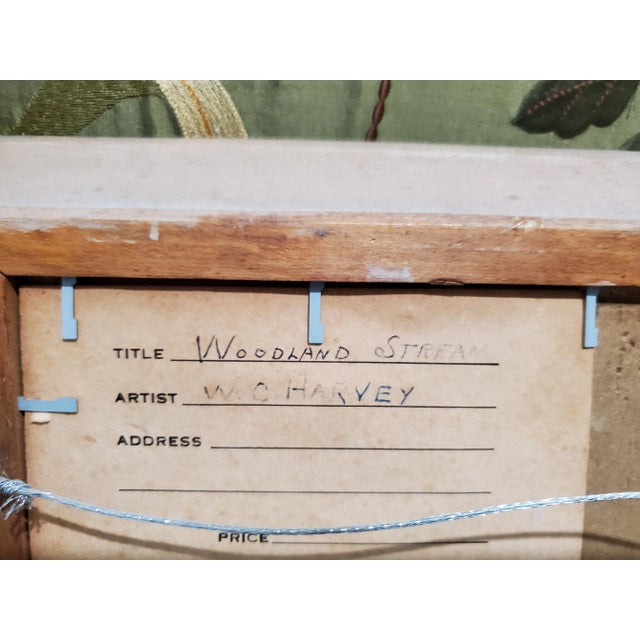 TITLE WOODLAND STREAM
ARTIST W. C. HARVEY
ADDRESS
PRICE